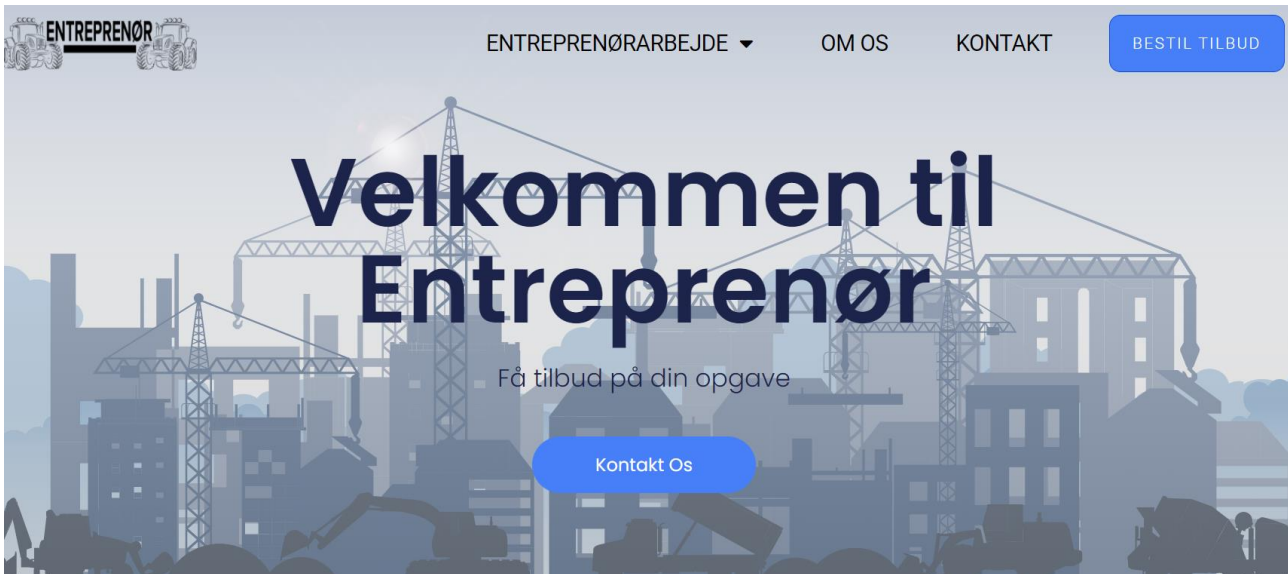 ENTREPRENØR
ENTREPRENØRARBEJDE
OM OS
KONTAKT
BESTIL TILBUD
Velkommen til
Entreprenør
Få tilbud på din opgave
Kontakt Os